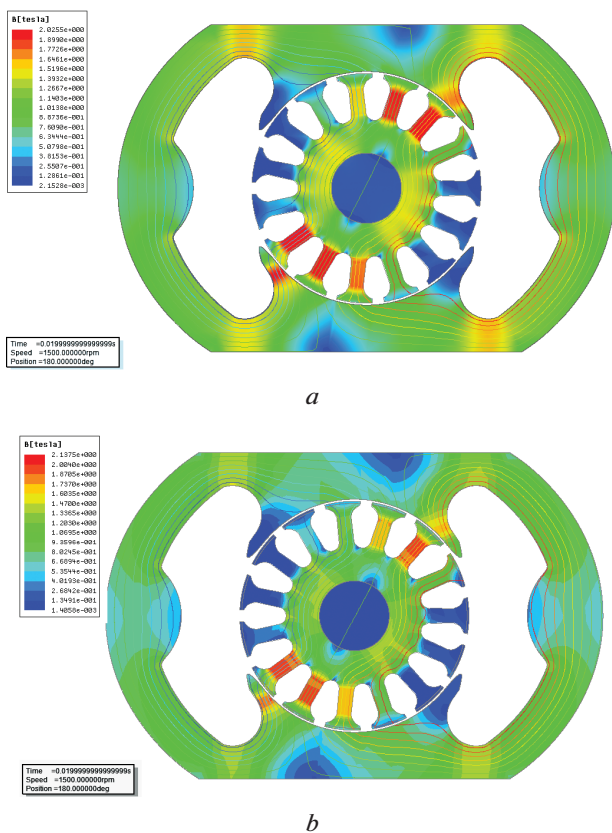 B[tesla]
2.0255e+000
1.8990e+000
1.7726e+000
1.6461e+000
1.5196e+000
1.3932e+000
1.2667e+000
1.1403e+000
1.0138e+000
8.8736e-001
7.6090e-001
6.3444e-001
5.0798e-001
3.8153e-001
2.5507e-001
1.2861e-001
2.1528e-003
Time =0.0199999999999999s
Speed =1500.000000rpm
Position =180.000000deg
a
B[tesla]
2.1375e+000
2.0040e+000
1.8705e+000
1.7370e+000
1.6035e+000
1.4700e+000
1.3365e+000
1.2030e+000
1.0695e+000
9.3596e-001
8.0245e-001
6.6894e-001
5.3544e-001
4.0193e-001
2.6842e-001
1.3491e-001
1.4058e-003
Time =0.0199999999999999s
Speed =1500.000000rpm
Position =180.000000deg
b